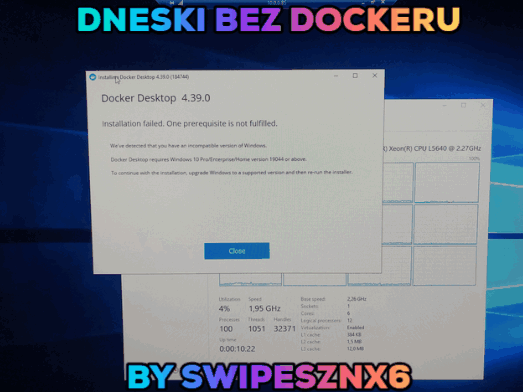 DNESKI BEZ DOCKERU
Installing Docker Desktop 4.39.0 (184744)
Docker Desktop 4.39.0
Installation failed. One prerequisite is not fulfilled.
We've detected that you have an incompatible version of Windows.
Docker Desktop requires Windows 10 Pro/Enterprise/Home version 19044 or above.
To continue with the installation, upgrade Windows to a supported version and then re-run the installer.
Close
Xeon(R) CPU L5640 @ 2.27GHz
100%
Utilization Speed
4% 1,95 GHz
Processes Threads Handles
100 1051 32371
Up time
0:00:10:22
Base speed: 2,26 GHz
Sockets: 1
Cores: 6
Logical processors: 12
Virtualization: Enabled
L1 cache: 384 KB
L2 cache: 1,5 MB
L3 cache: 12,0 MB
BY SWIPESZNX6